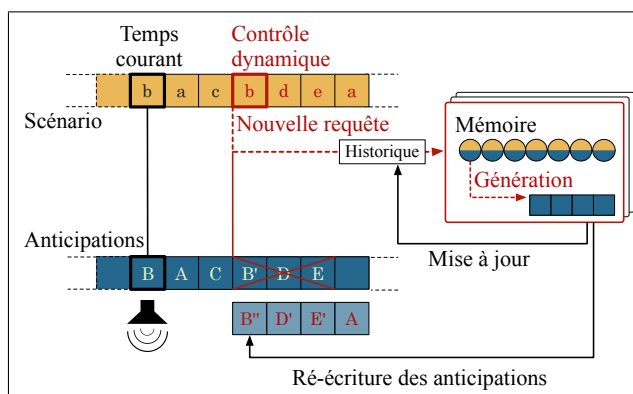 Temps
courant
Contrôle
dynamique
b a c b d e a
Scénario
Nouvelle requête
Historique
Mémoire
Génération
Anticipations
B A C B' D E
Mise à jour
B" D' E' A
Ré-écriture des anticipations